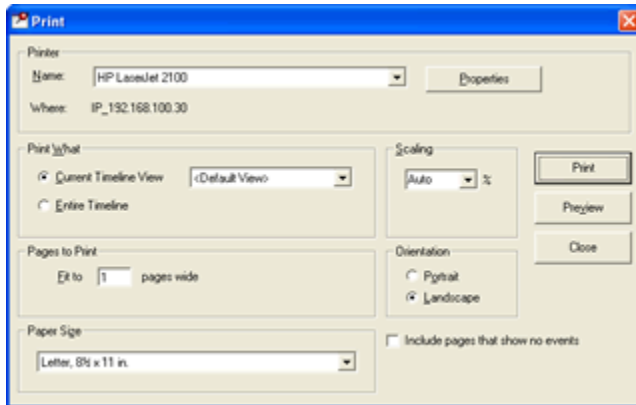 Print
Printer
Name: HP LaserJet 2100 Properties
Where: IP_192.168.100.30
Print What
Current Timeline View <Default View>
Entire Timeline
Scaling
Auto %
Print
Preview
Close
Pages to Print
Fit to 1 pages wide
Orientation
Portrait
Landscape
Paper Size
Letter, 8½ x 11 in.
Include pages that show no events